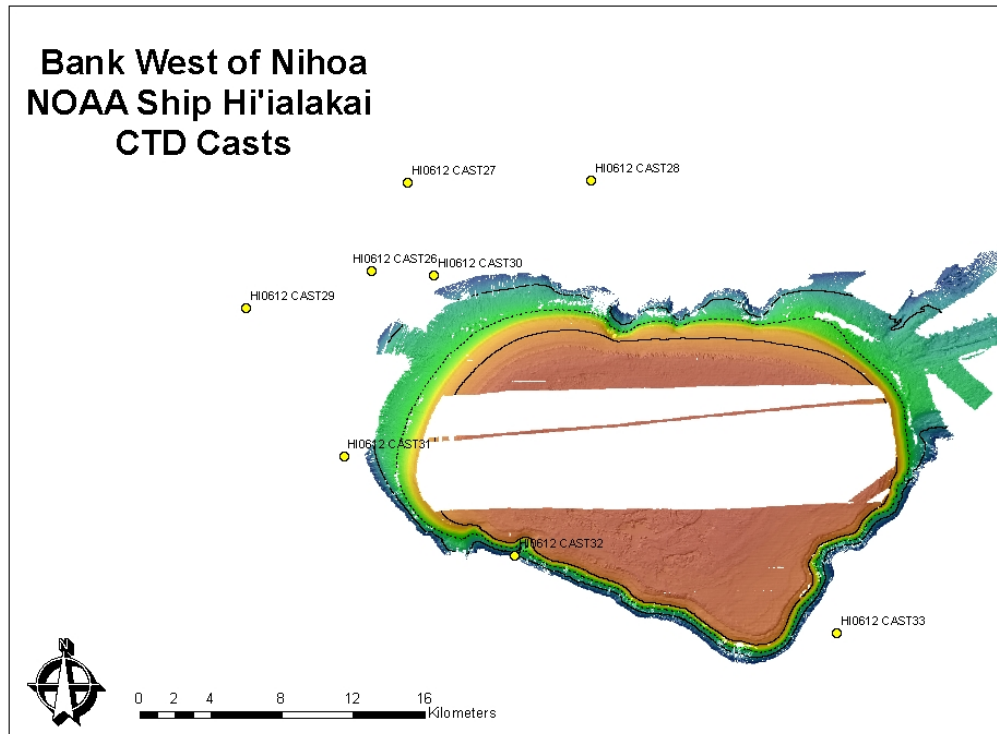 Bank West of Nihoa
NOAA Ship Hi'ialakai
CTD Casts
HI0612 CAST27
HI0612 CAST28
HI0612 CAST26
HI0612 CAST30
HI0612 CAST29
HI0612 CAST31
HI0612 CAST32
HI0612 CAST33
N
0 2 4 8 12 16
Kilometers